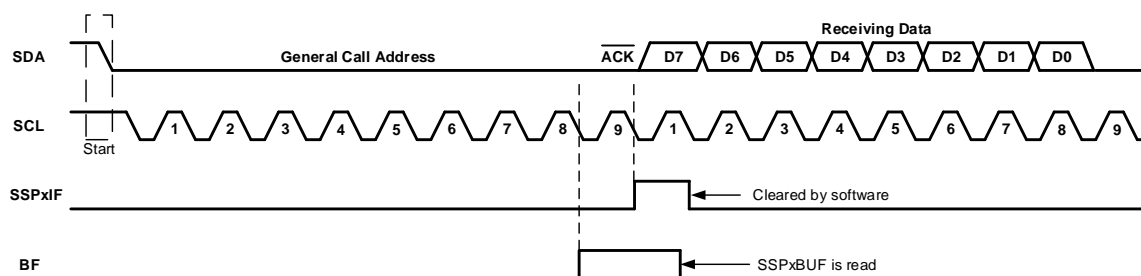 Receiving Data
SDA General Call Address ACK D7 D6 D5 D4 D3 D2 D1 D0
SCL 1 2 3 4 5 6 7 8 9 1 2 3 4 5 6 7 8 9
Start
SSPxIF Cleared by software
BF SSPxBUF is read